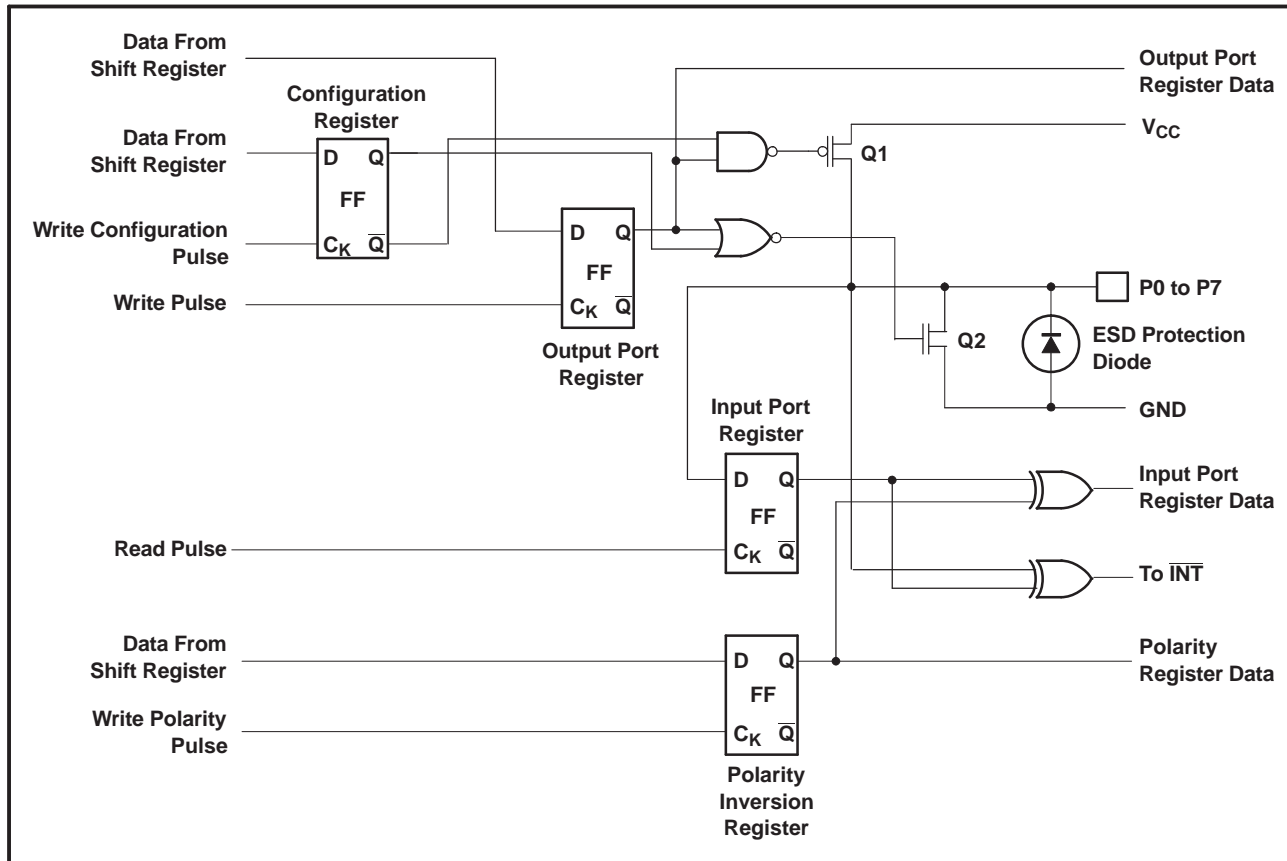 Data From
Shift Register
Output Port
Register Data
Configuration
Register
VCC
Data From
Shift Register
D Q
FF
CK Q
Q1
Write Configuration
Pulse
D Q
FF
CK Q
Write Pulse
Output Port
Register
P0 to P7
Q2
ESD Protection
Diode
GND
Input Port
Register
D Q
FF
CK Q
Input Port
Register Data
Read Pulse
To INT
Data From
Shift Register
D Q
FF
CK Q
Polarity
Register Data
Write Polarity
Pulse
Polarity
Inversion
Register